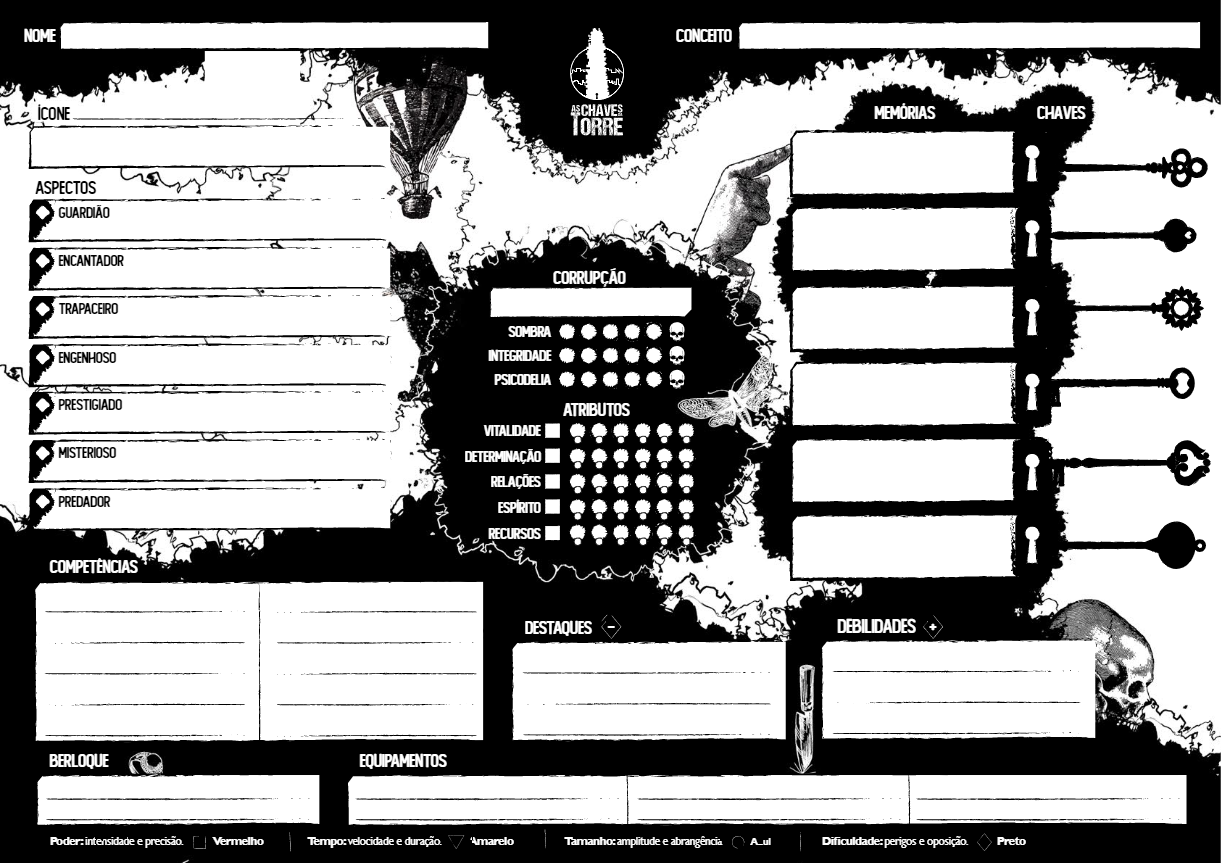 NOME
CONCEITO
AS CHAVES DA
TORRE
ÍCONE
MEMÓRIAS
CHAVES
ASPECTOS
GUARDIÃO
ENCANTADOR
TRAPACEIRO
ENGENHOSO
PRESTIGIADO
MISTERIOSO
PREDADOR
CORRUPÇÃO
SOMBRA
INTEGRIDADE
PSICODELIA
ATRIBUTOS
VITALIDADE
DETERMINAÇÃO
RELAÇÕES
ESPÍRITO
RECURSOS
COMPETÊNCIAS
DESTAQUES -
DEBILIDADES +
BERLOQUE
EQUIPAMENTOS
Poder: intensidade e precisão. Vermelho
Tempo: velocidade e duração. Amarelo
Tamanho: amplitude e abrangência Azul
Dificuldade: perigos e oposição. Preto